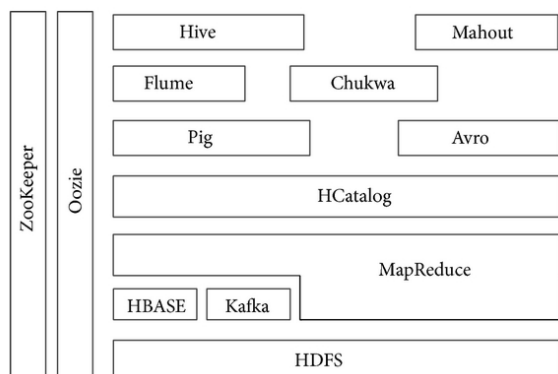 ZooKeeper
Oozie
Hive
Mahout
Flume
Chukwa
Pig
Avro
HCatalog
MapReduce
HBASE
Kafka
HDFS